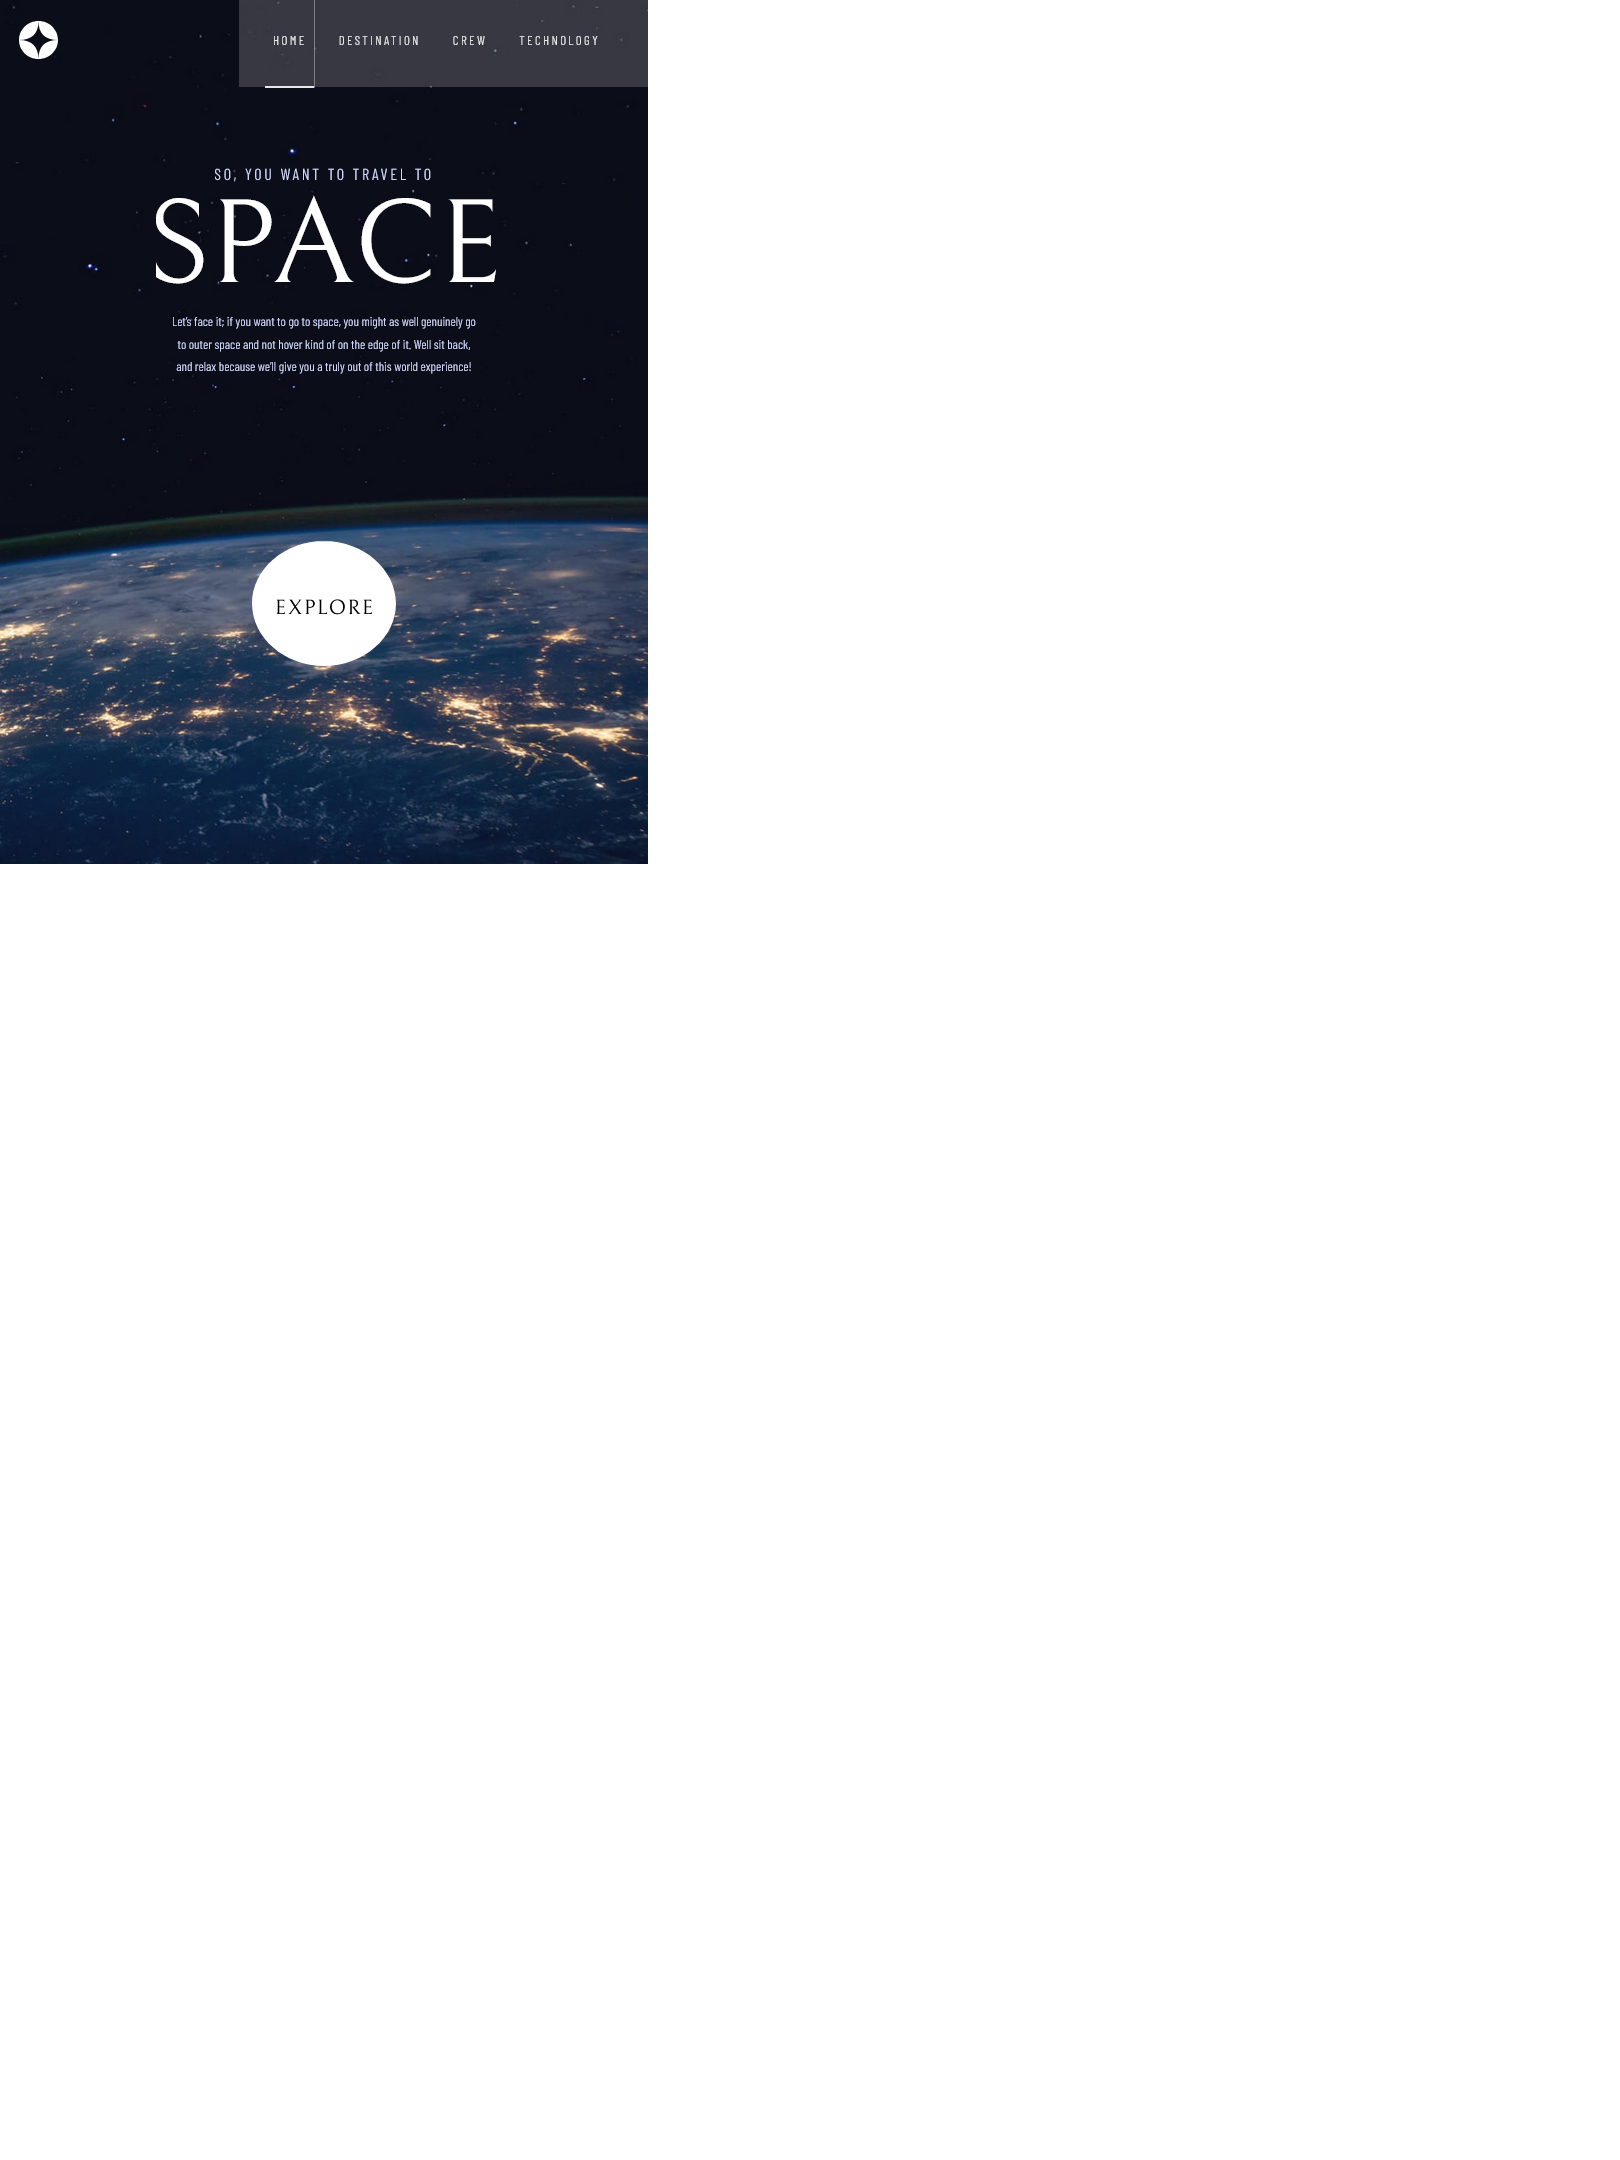 HOME DESTINATION CREW TECHNOLOGY
SO, YOU WANT TO TRAVEL TO
SPACE
Let's face it; if you want to go to space, you might as well genuinely go
to outer space and not hover kind of on the edge of it. Well sit back,
and relax because we'll give you a truly out of this world experience!
EXPLORE